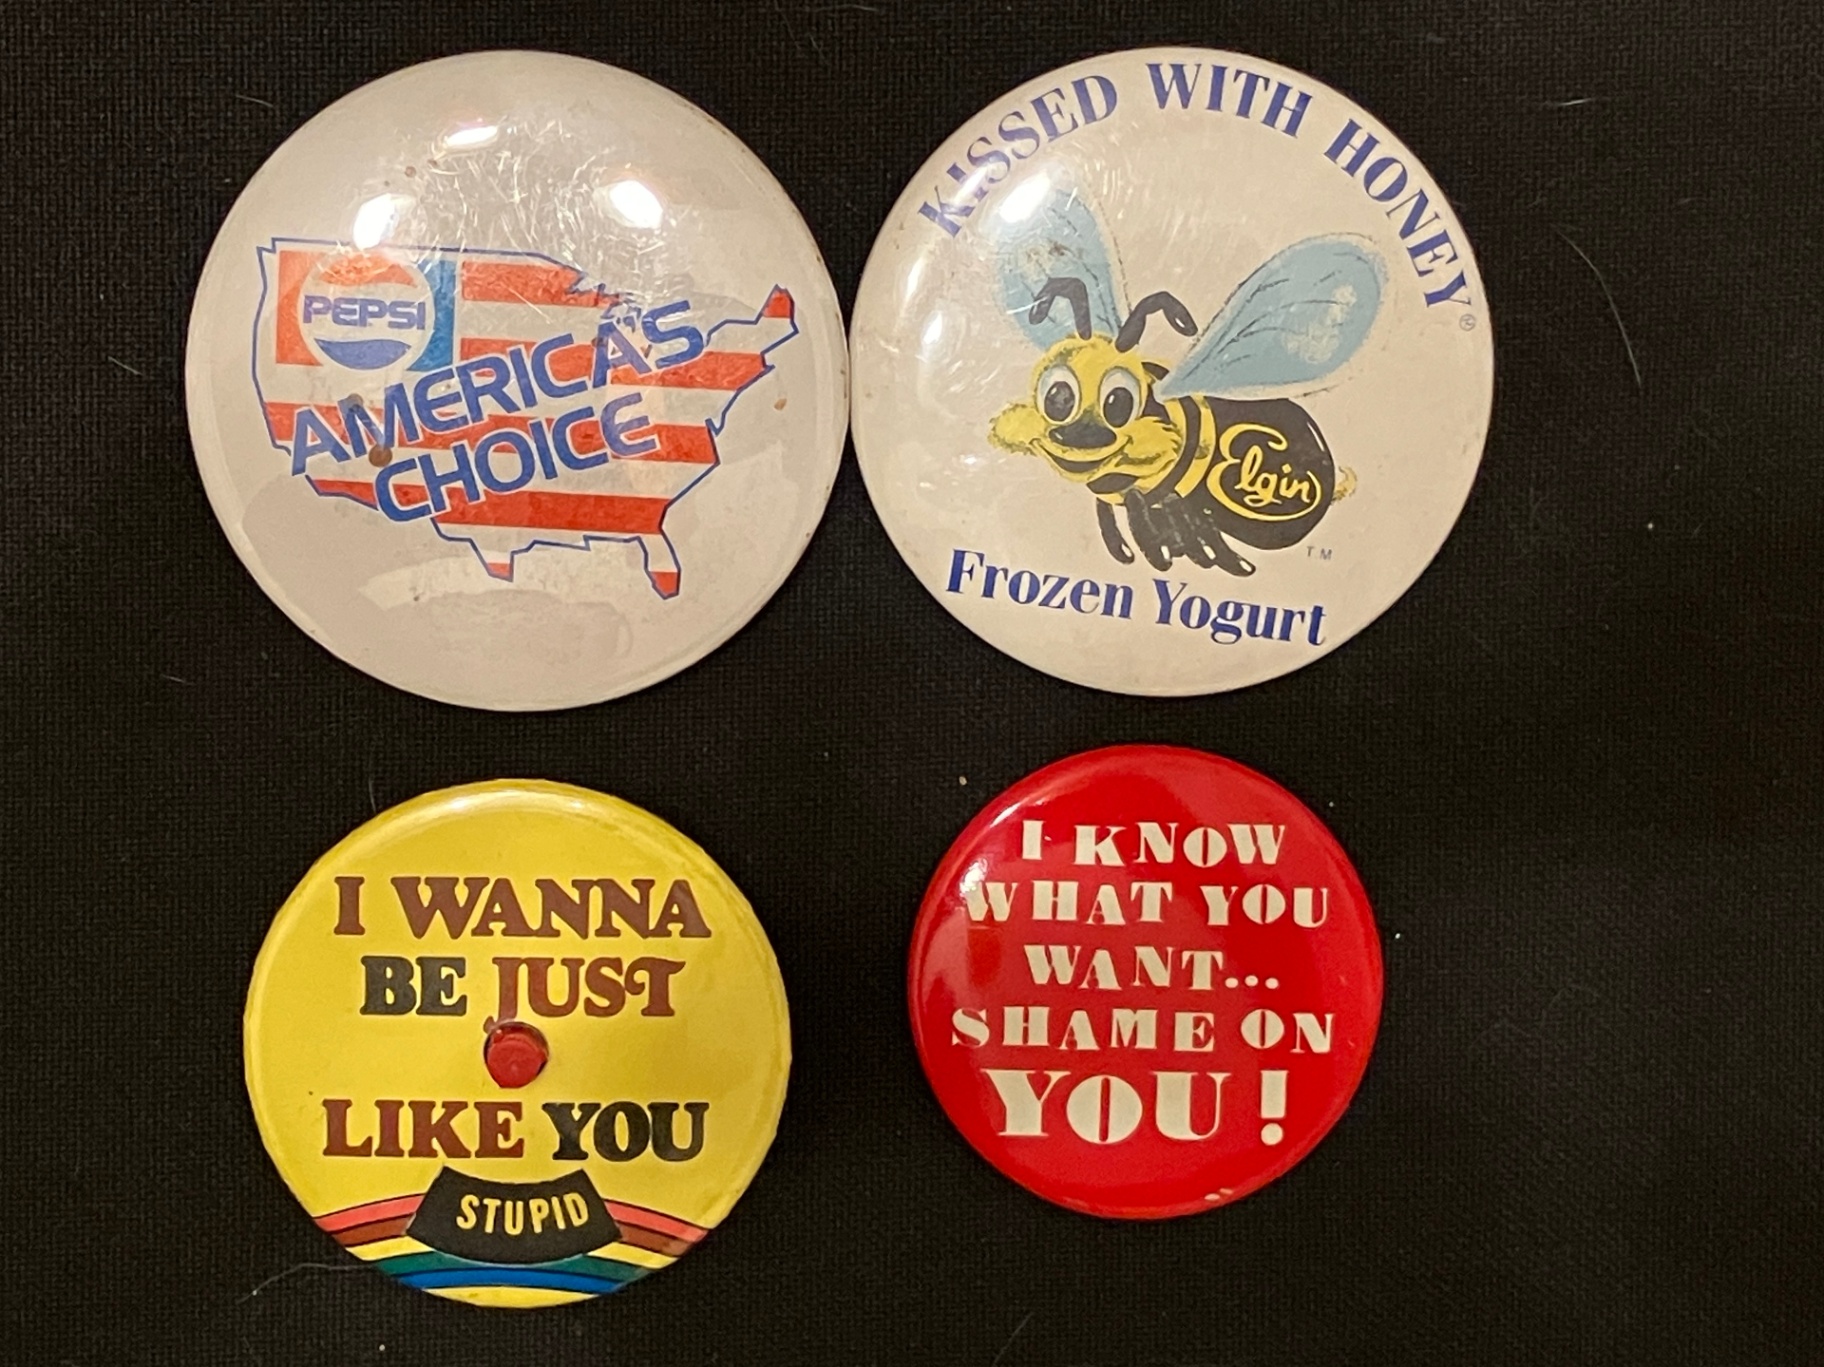 PEPSI
AMERICA'S
CHOICE
KISSED WITH HONEY®
Elgin
TM
Frozen Yogurt
I WANNA
BE JUST
LIKE YOU
STUPID
I KNOW
WHAT YOU
WANT...
SHAME ON
YOU!